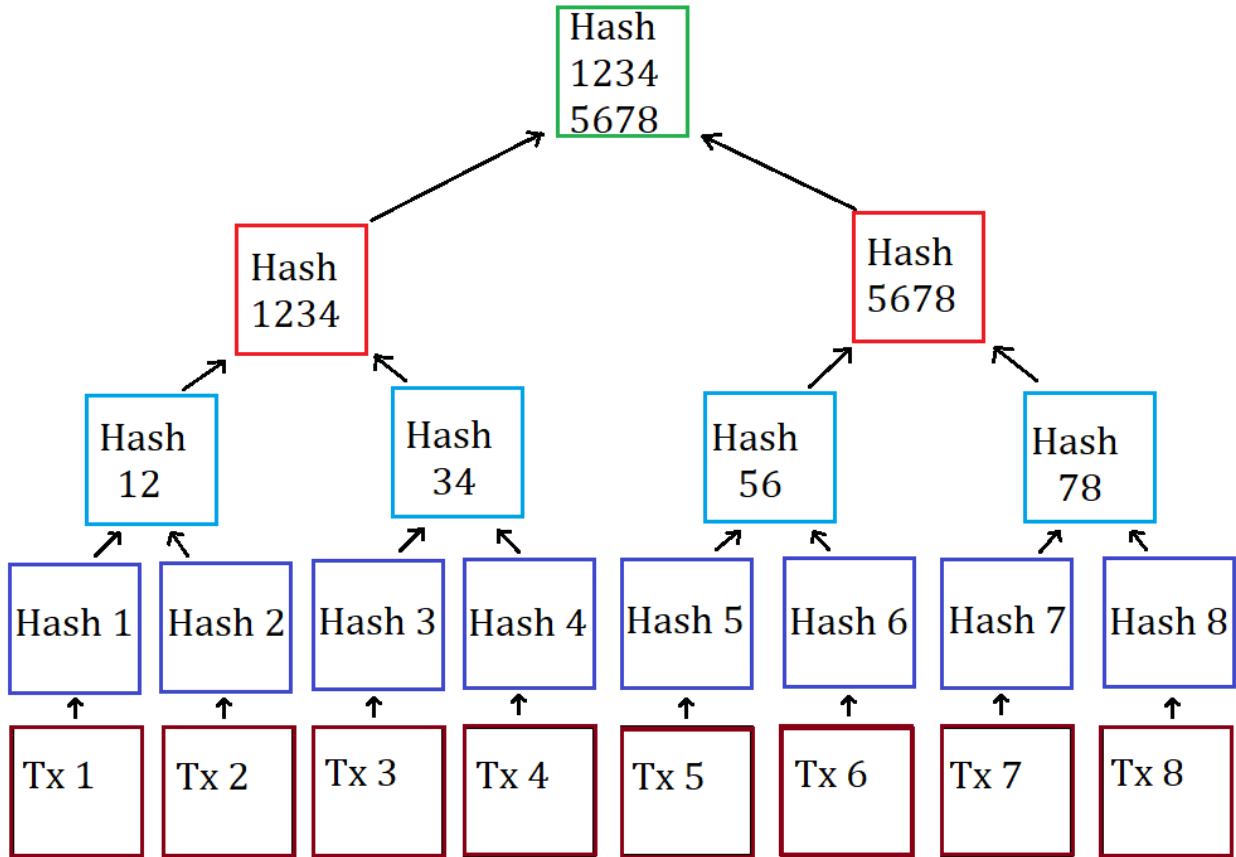 Hash
1234
5678
Hash
1234
Hash
5678
Hash
12
Hash
34
Hash
56
Hash
78
Hash 1
Hash 2
Hash 3
Hash 4
Hash 5
Hash 6
Hash 7
Hash 8
Tx 1
Tx 2
Tx 3
Tx 4
Tx 5
Tx 6
Tx 7
Tx 8